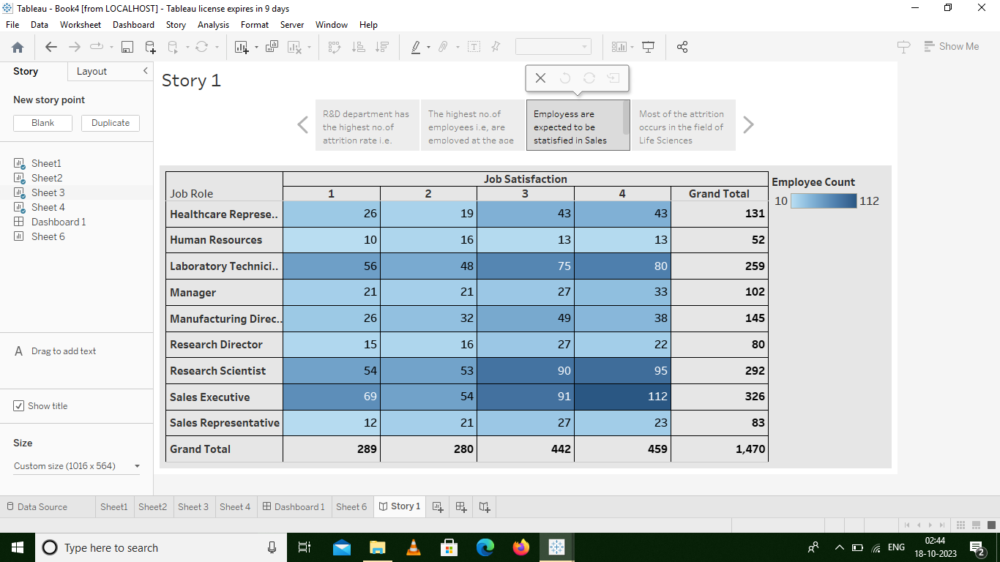 Tableau - Book4 [from LOCALHOST] - Tableau license expires in 9 days
File Data Worksheet Dashboard Story Analysis Format Server Window Help
Show Me
Story Layout
New story point
Blank Duplicate
Sheet1
Sheet2
Sheet 3
Sheet 4
Dashboard 1
Sheet 6
A Drag to add text
Show title
Size
Custom size (1016 x 564)
Story 1
R&D department has
the highest no.of
attrition rate i.e.
The highest no.of
employees i.e, are
employed at the age
Employess are
expected to be
statisfied in Sales
Most of the attrition
occurs in the field of
Life Sciences
Job Satisfaction
Job Role 1 2 3 4 Grand Total
Healthcare Represe.. 26 19 43 43 131
Human Resources 10 16 13 13 52
Laboratory Technici.. 56 48 75 80 259
Manager 21 21 27 33 102
Manufacturing Direc.. 26 32 49 38 145
Research Director 15 16 27 22 80
Research Scientist 54 53 90 95 292
Sales Executive 69 54 91 112 326
Sales Representative 12 21 27 23 83
Grand Total 289 280 442 459 1,470
Employee Count
10 112
Data Source Sheet1 Sheet2 Sheet 3 Sheet 4 Dashboard 1 Sheet 6 Story 1
Type here to search
ENG
02:44
18-10-2023
2